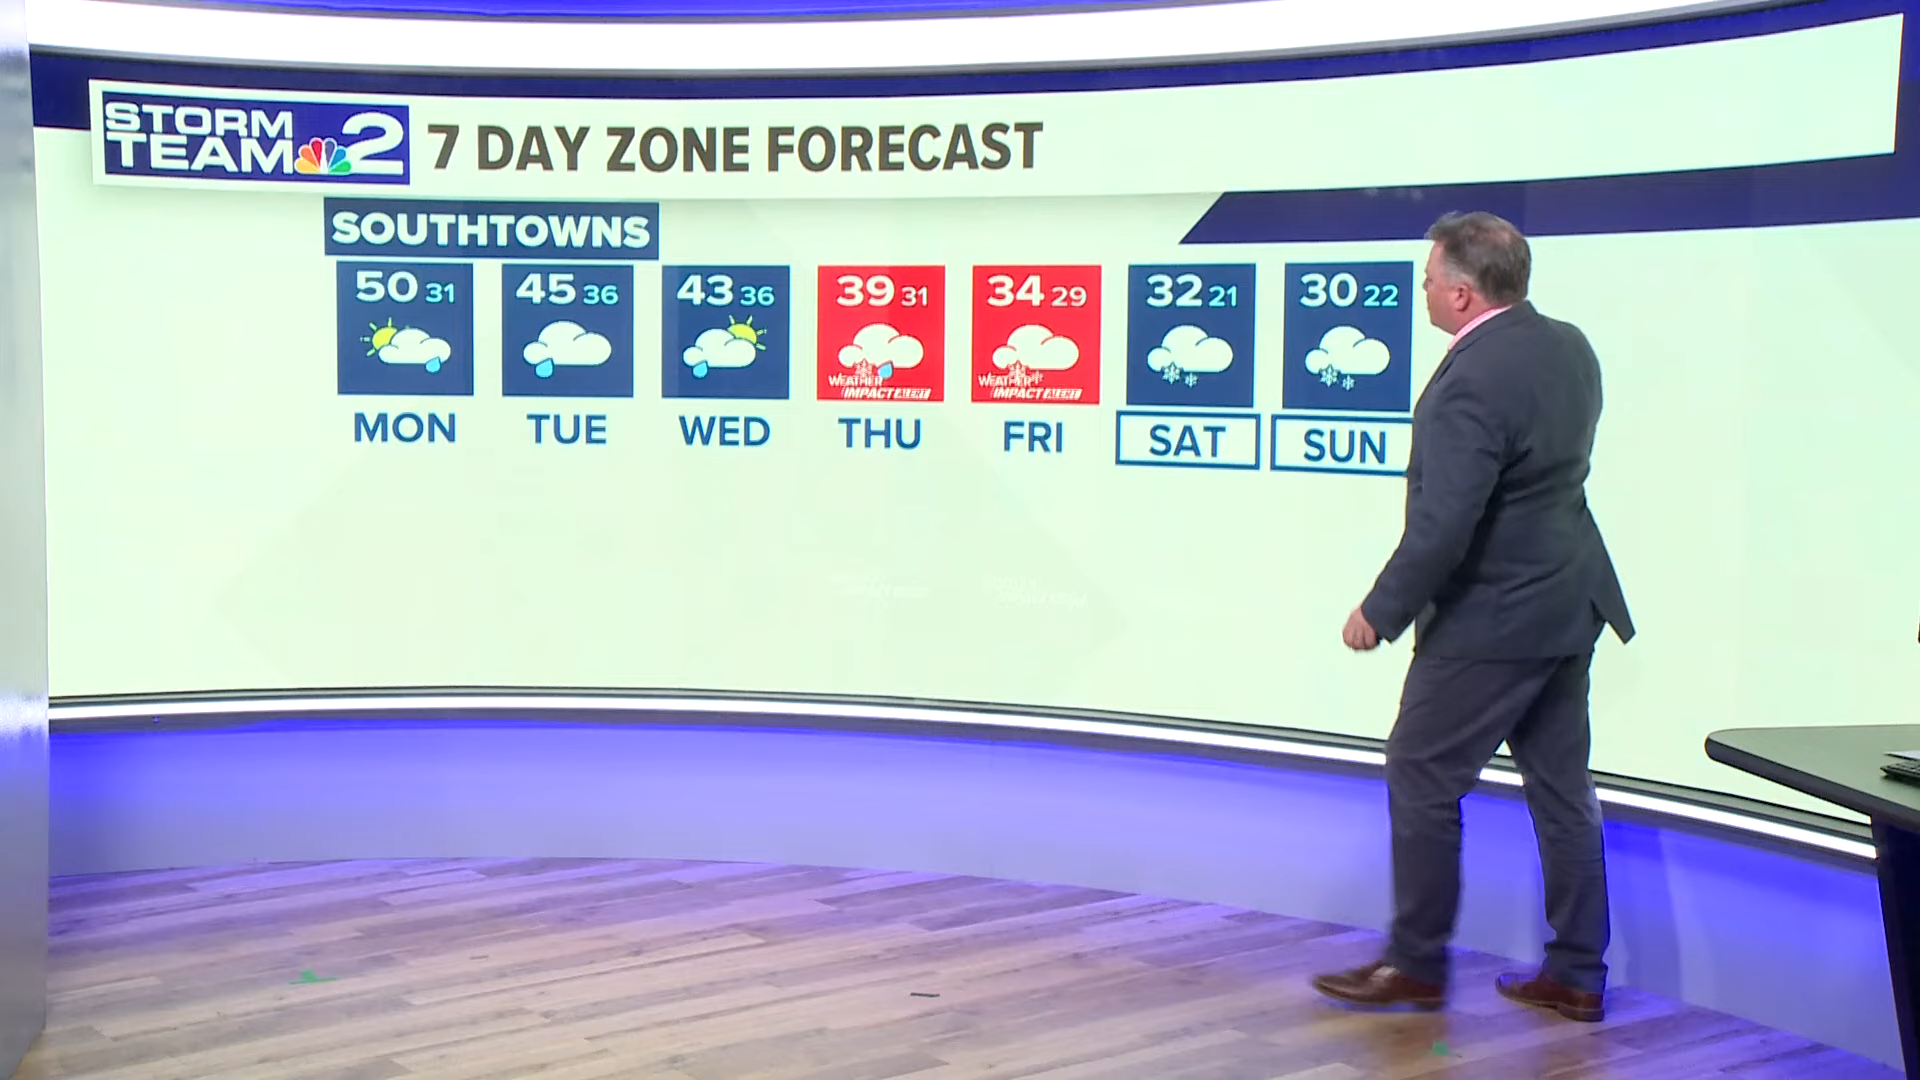 STORM
TEAM 2
7 DAY ZONE FORECAST
SOUTHTOWNS
50 31
45 36
43 36
39 31
34 29
32 21
30 22
WEATHER
IMPACT ALERT
WEATHER
IMPACT ALERT
MON
TUE
WED
THU
FRI
SAT
SUN